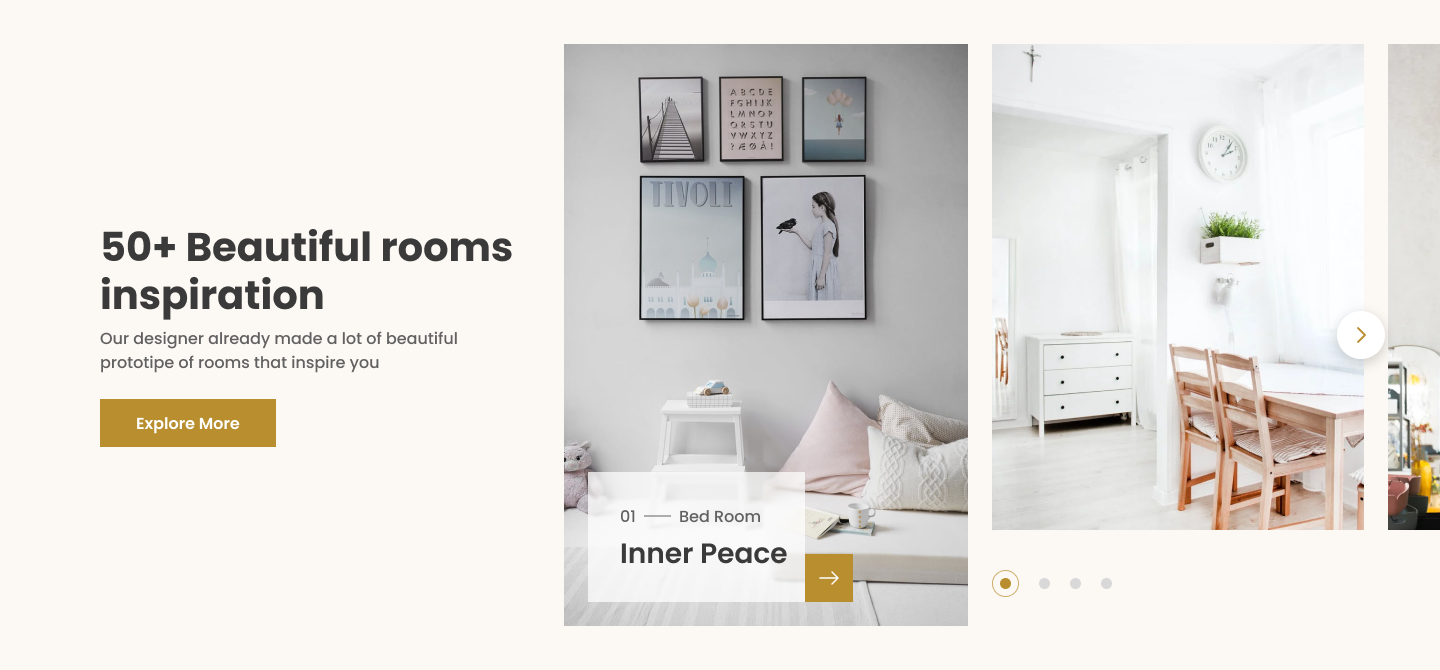 50+ Beautiful rooms
inspiration
Our designer already made a lot of beautiful
prototipe of rooms that inspire you
Explore More
A B C D E
F G H I J K
L M N O P
Q R S T U
V W X Y Z
? Æ Ø Å !
TIVOLI
01 Bed Room
Inner Peace